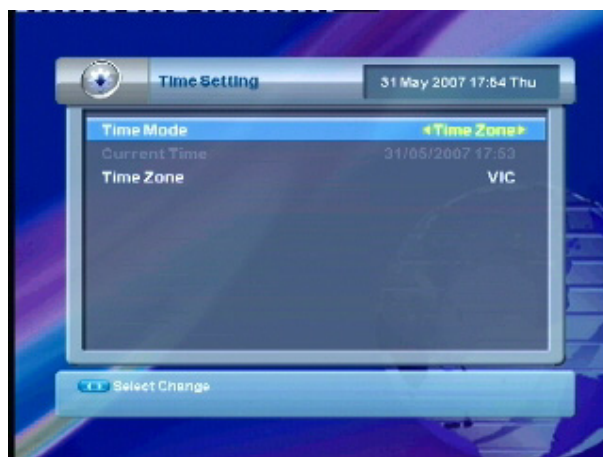 Time Setting
31 May 2007 17:54 Thu
Time Mode
Time Zone
Current Time
31/05/2007 17:53
Time Zone
VIC
Select Change